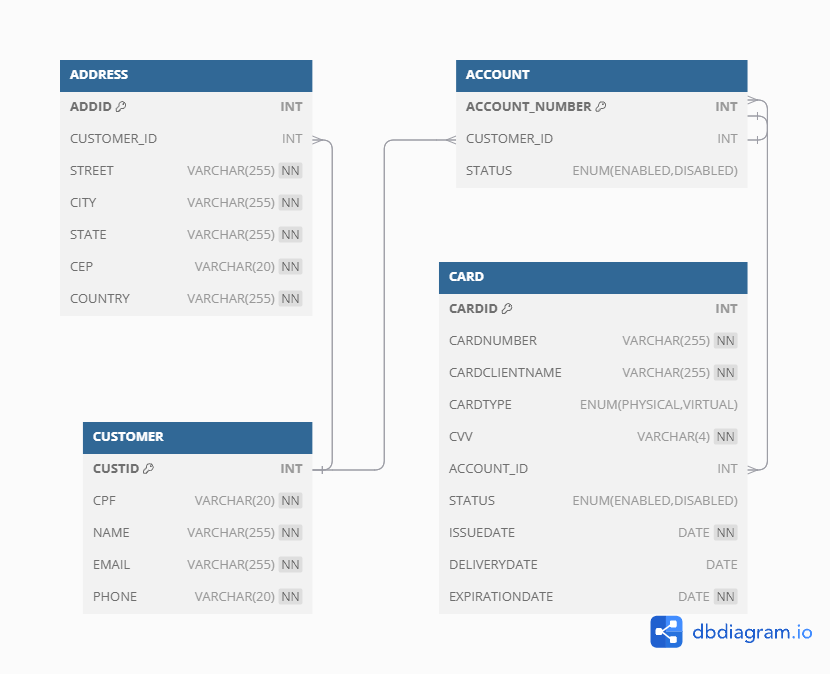 ADDRESS
ADDID INT
CUSTOMER_ID INT
STREET VARCHAR(255) NN
CITY VARCHAR(255) NN
STATE VARCHAR(255) NN
CEP VARCHAR(20) NN
COUNTRY VARCHAR(255) NN
ACCOUNT
ACCOUNT_NUMBER INT
CUSTOMER_ID INT
STATUS ENUM(ENABLED,DISABLED)
CUSTOMER
CUSTID INT
CPF VARCHAR(20) NN
NAME VARCHAR(255) NN
EMAIL VARCHAR(255) NN
PHONE VARCHAR(20) NN
CARD
CARDID INT
CARDNUMBER VARCHAR(255) NN
CARDCLIENTNAME VARCHAR(255) NN
CARDTYPE ENUM(PHYSICAL,VIRTUAL)
CVV VARCHAR(4) NN
ACCOUNT_ID INT
STATUS ENUM(ENABLED,DISABLED)
ISSUEDATE DATE NN
DELIVERYDATE DATE
EXPIRATIONDATE DATE NN
dbdiagram.io